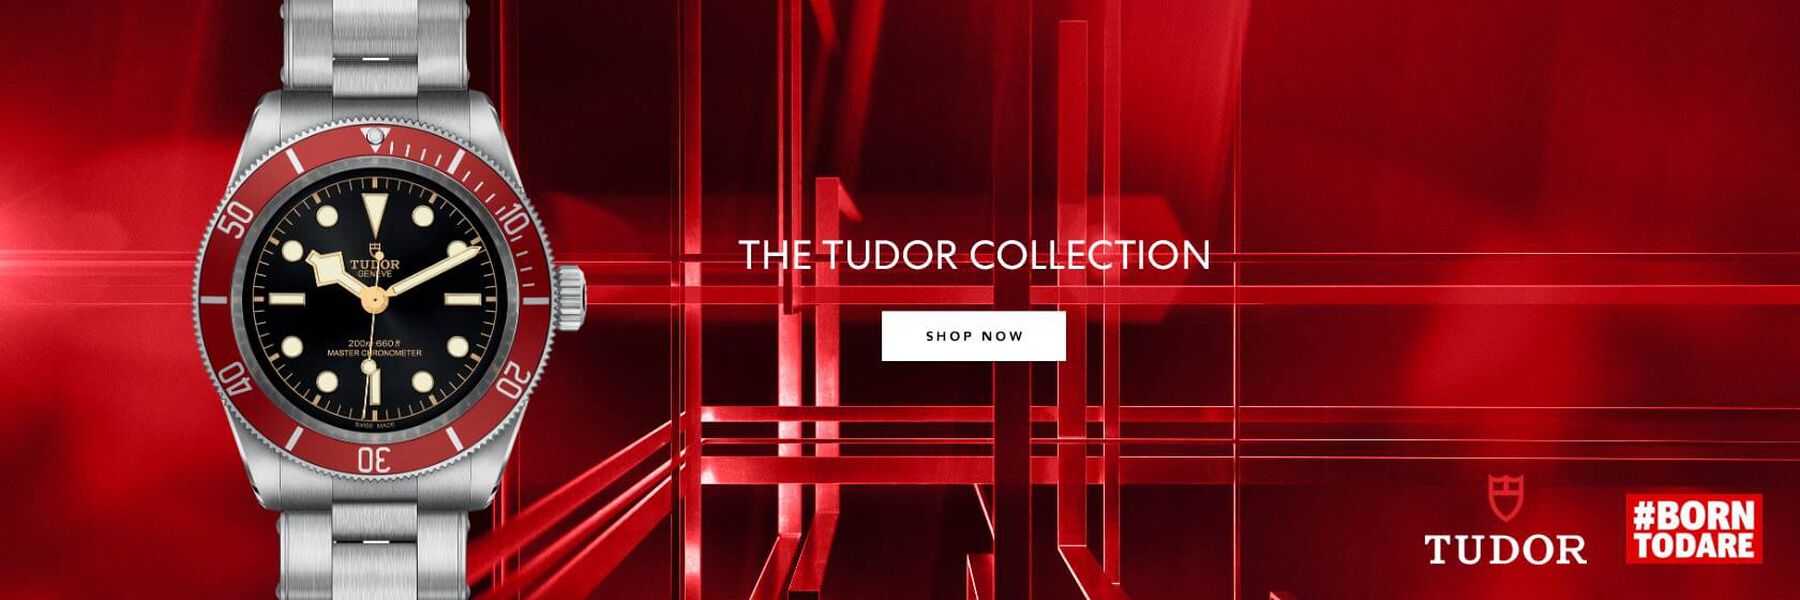 50
10
TUDOR
GENEVE
200m 660ft
MASTER CHRONOMETER
40
20
SWISS MADE
30
THE TUDOR COLLECTION
SHOP NOW
TUDOR
#BORN
TODARE